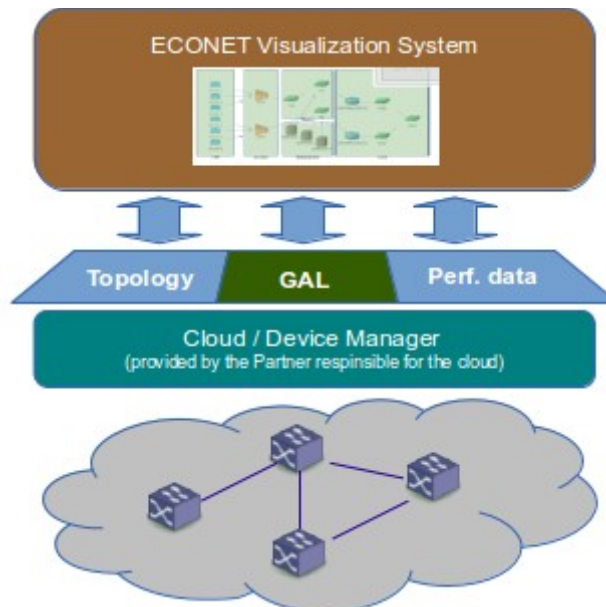 ECONET Visualization System
Topology
GAL
Perf. data
Cloud / Device Manager
(provided by the Partner respinsible for the cloud)